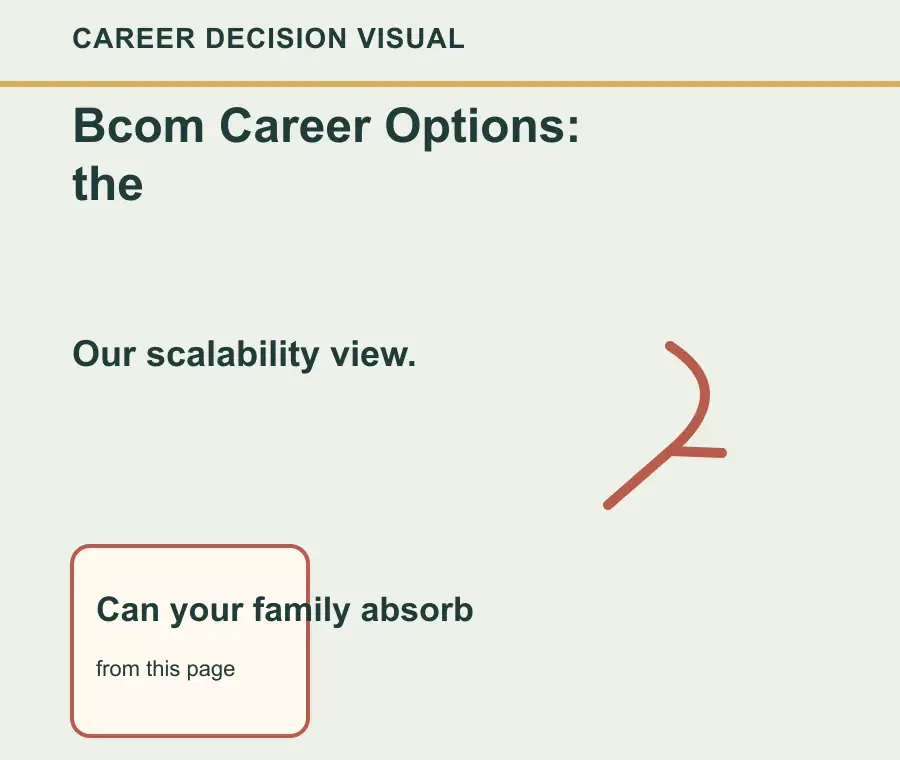 CAREER DECISION VISUAL
Bcom Career Options:
the
Our scalability view.
Can your family absorb
from this page